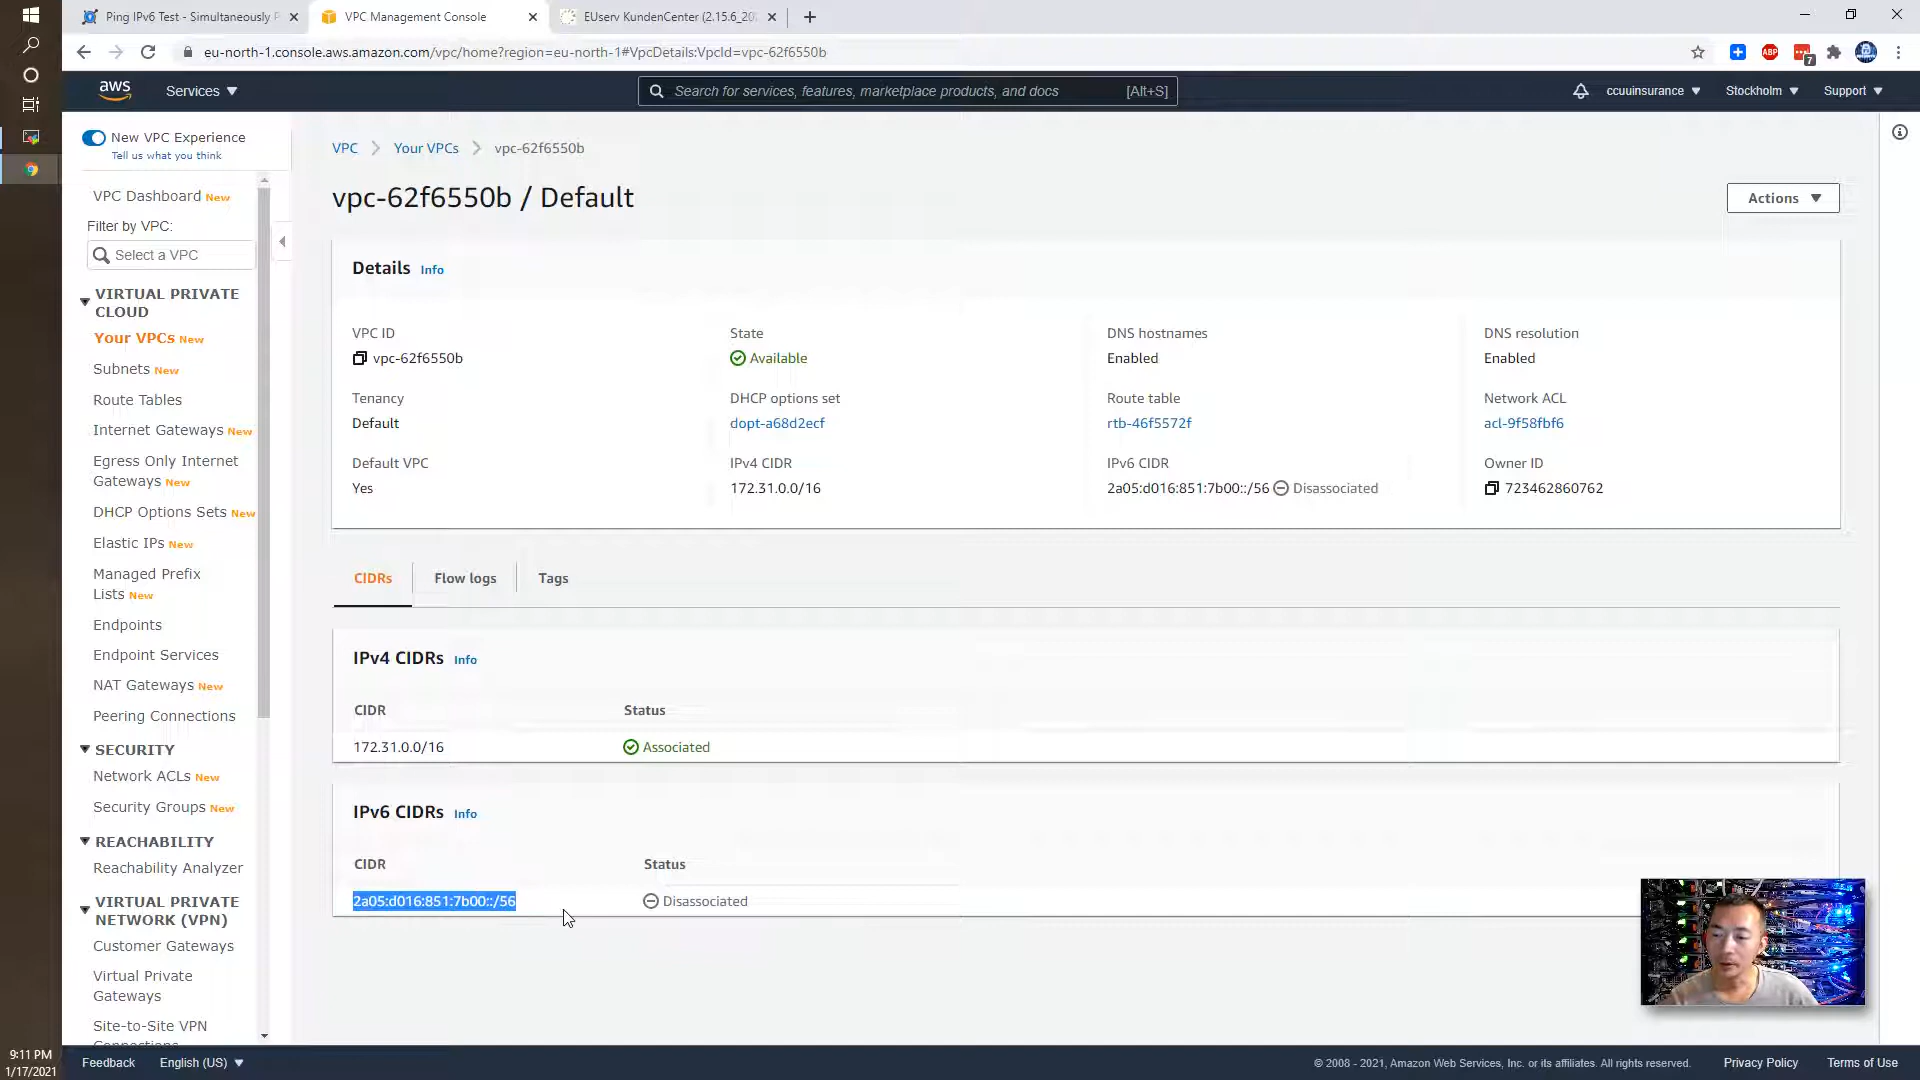 Ping IPv6 Test - Simultaneously P
VPC Management Console
EUserv KundenCenter (2.15.6_20
eu-north-1.console.aws.amazon.com/vpc/home?region=eu-north-1#VpcDetails:VpcId=vpc-62f6550b
ABP
7
aws
Services
Search for services, features, marketplace products, and docs
[Alt+S]
ccuuinsurance
Stockholm
Support
New VPC Experience
Tell us what you think
VPC Dashboard New
Filter by VPC:
Select a VPC
VIRTUAL PRIVATE
CLOUD
Your VPCs New
Subnets New
Route Tables
Internet Gateways New
Egress Only Internet
Gateways New
DHCP Options Sets New
Elastic IPs New
Managed Prefix
Lists New
Endpoints
Endpoint Services
NAT Gateways New
Peering Connections
SECURITY
Network ACLs New
Security Groups New
REACHABILITY
Reachability Analyzer
VIRTUAL PRIVATE
NETWORK (VPN)
Customer Gateways
Virtual Private
Gateways
Site-to-Site VPN
Connections
VPC
Your VPCs
vpc-62f6550b
vpc-62f6550b / Default
Actions
Details Info
VPC ID
vpc-62f6550b
State
Available
DNS hostnames
Enabled
DNS resolution
Enabled
Tenancy
Default
DHCP options set
dopt-a68d2ecf
Route table
rtb-46f5572f
Network ACL
acl-9f58fbf6
Default VPC
Yes
IPv4 CIDR
172.31.0.0/16
IPv6 CIDR
2a05:d016:851:7b00::/56 Disassociated
Owner ID
723462860762
CIDRs
Flow logs
Tags
IPv4 CIDRs Info
CIDR
Status
172.31.0.0/16
Associated
IPv6 CIDRs Info
CIDR
Status
2a05:d016:851:7b00::/56
Disassociated
9:11 PM
1/17/2021
Feedback
English (US)
© 2008 - 2021, Amazon Web Services, Inc. or its affiliates. All rights reserved.
Privacy Policy
Terms of Use